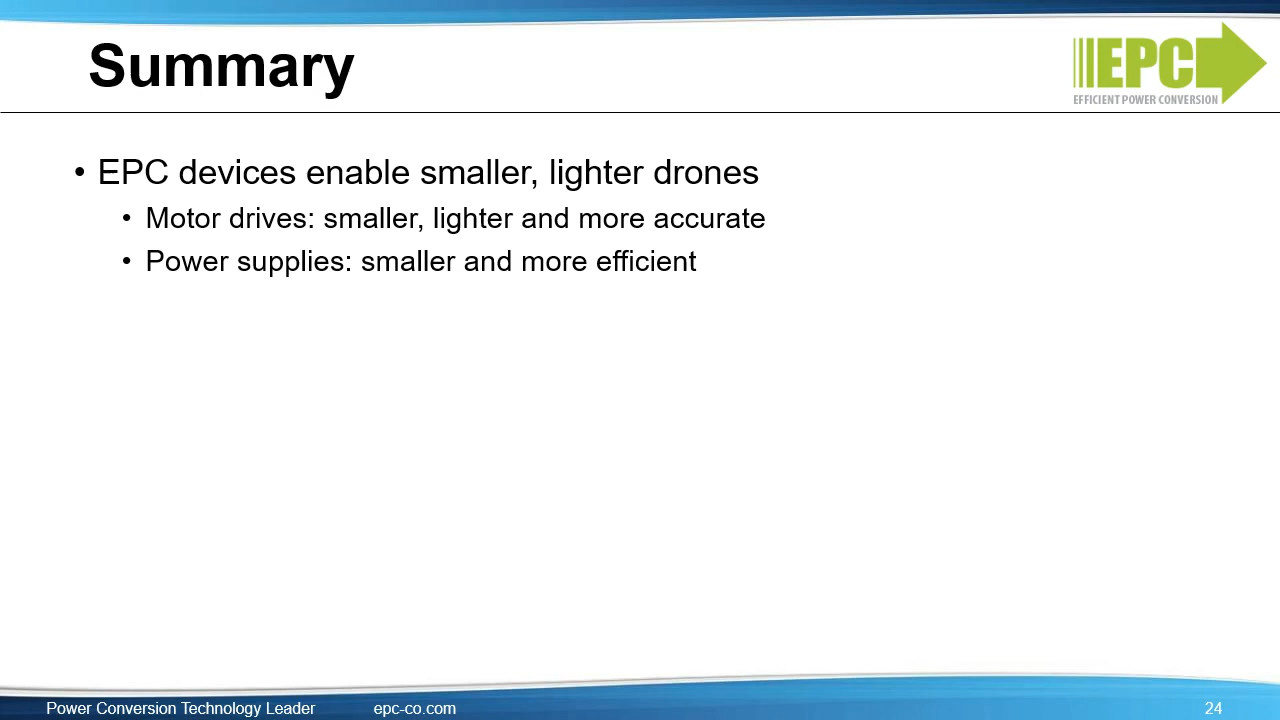 Summary
EPC
EFFICIENT POWER CONVERSION
• EPC devices enable smaller, lighter drones
• Motor drives: smaller, lighter and more accurate
• Power supplies: smaller and more efficient
Power Conversion Technology Leader epc-co.com 24